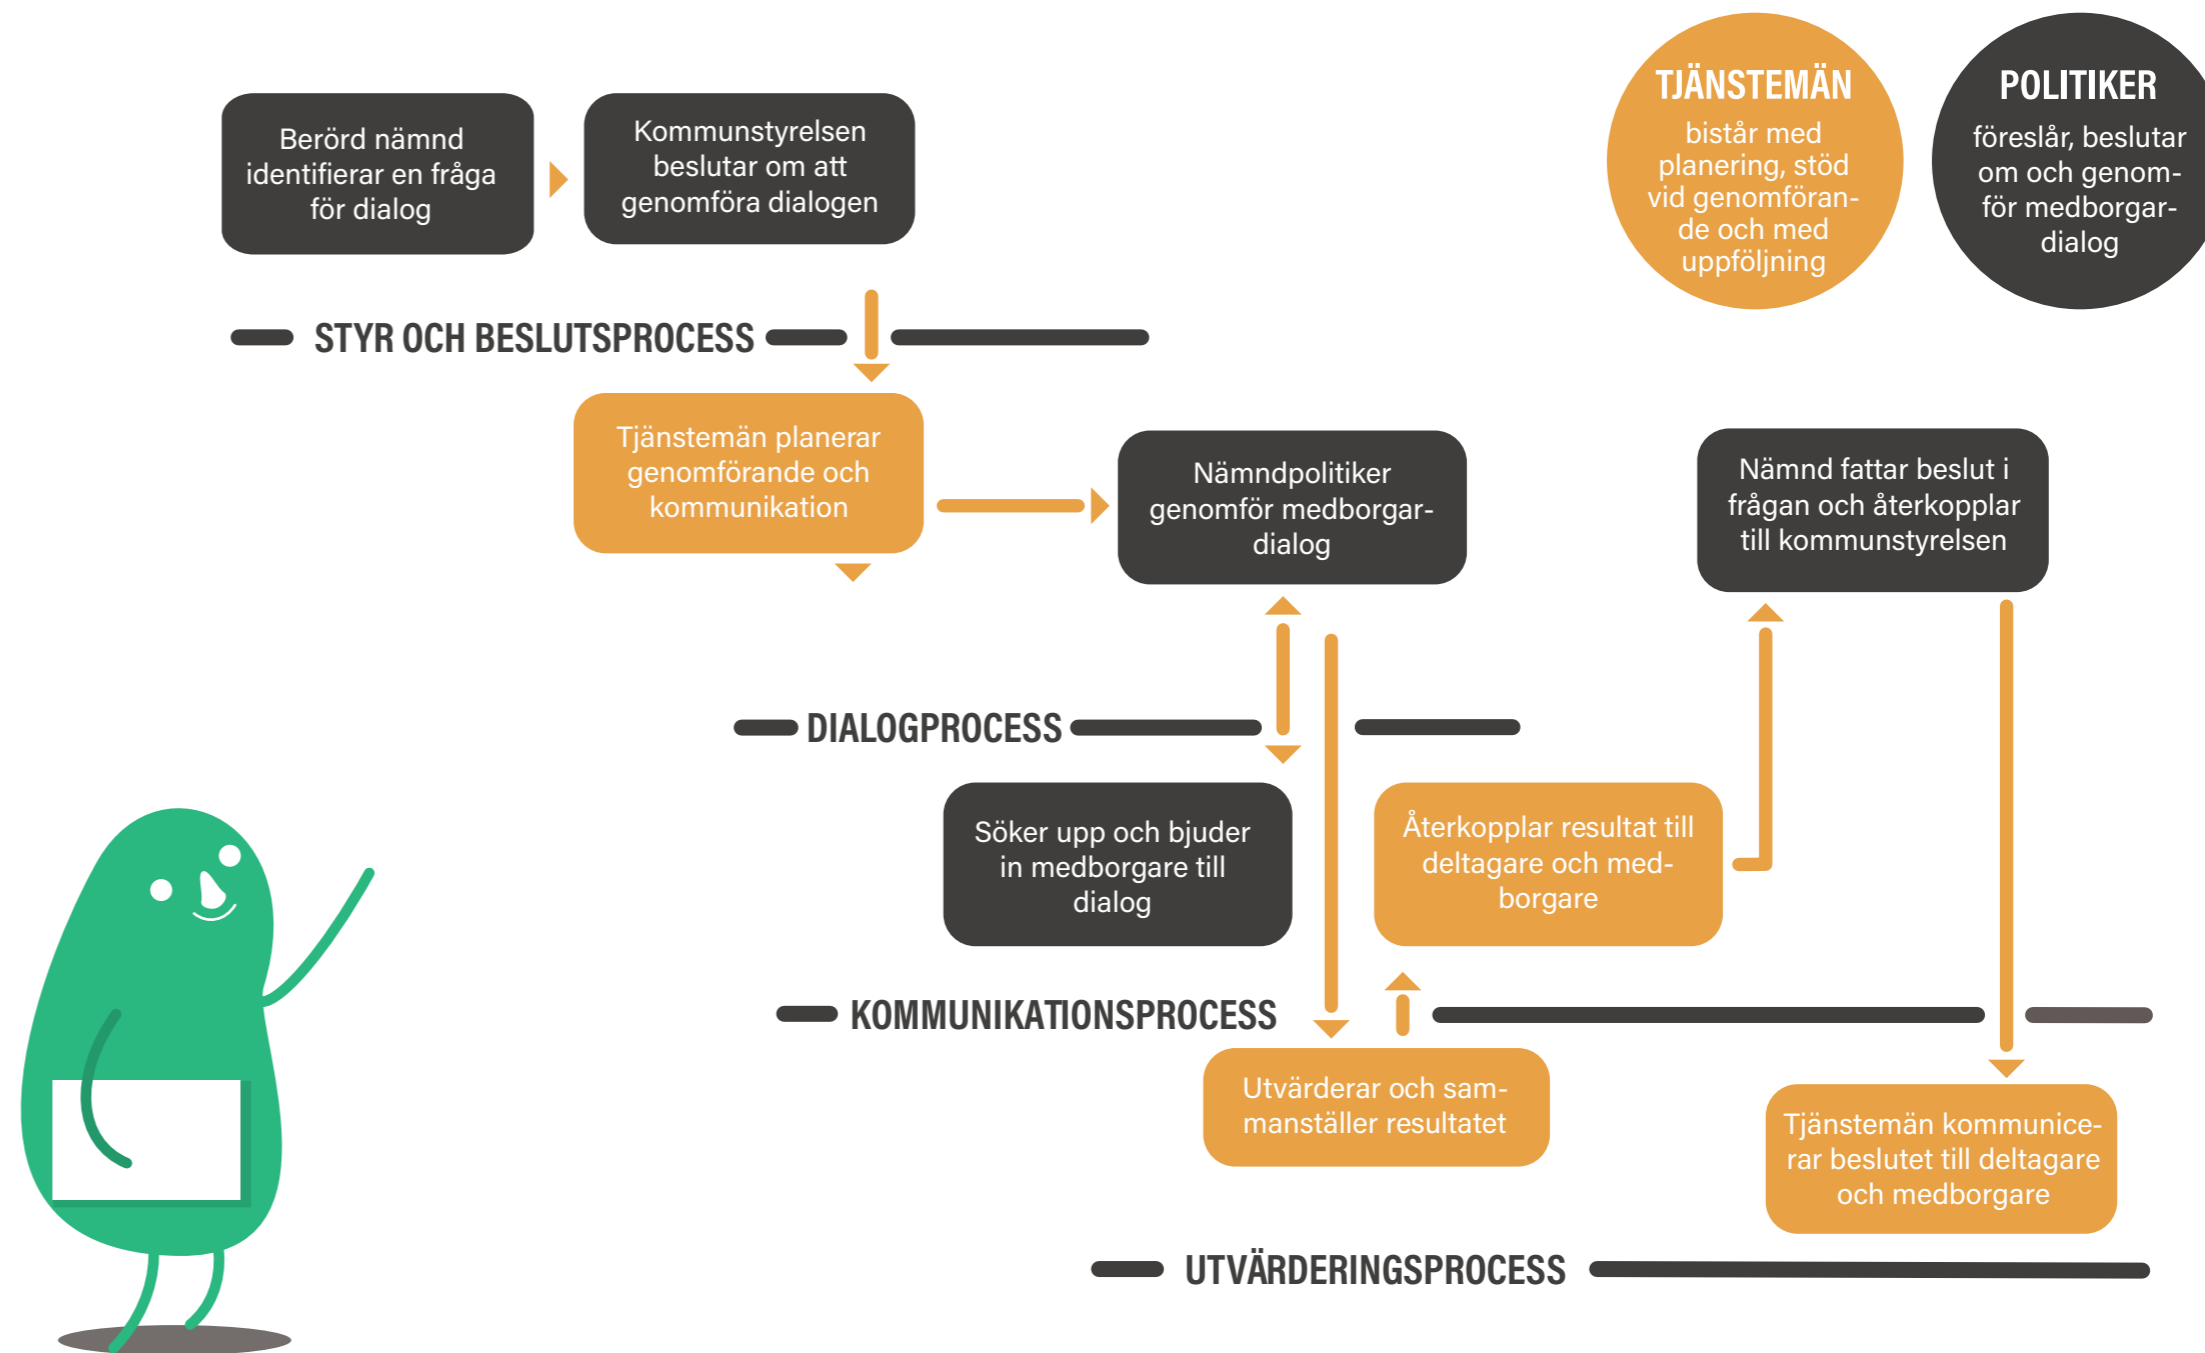 TJÄNSTEMÄN
bistår med
planering, stöd
vid genomföran-
de och med
uppföljning
POLITIKER
föreslår, beslutar
om och genom-
för medborgar-
dialog
Berörd nämnd
identifierar en fråga
för dialog
Kommunstyrelsen
beslutar om att
genomföra dialogen
STYR OCH BESLUTSPROCESS
Tjänstemän planerar
genomförande och
kommunikation
Nämndpolitiker
genomför medborgar-
dialog
Nämnd fattar beslut i
frågan och återkopplar
till kommunstyrelsen
DIALOGPROCESS
Söker upp och bjuder
in medborgare till
dialog
Återkopplar resultat till
deltagare och med-
borgare
KOMMUNIKATIONSPROCESS
Utvärderar och sam-
manställer resultatet
Tjänstemän kommunice-
rar beslutet till deltagare
och medborgare
UTVÄRDERINGSPROCESS